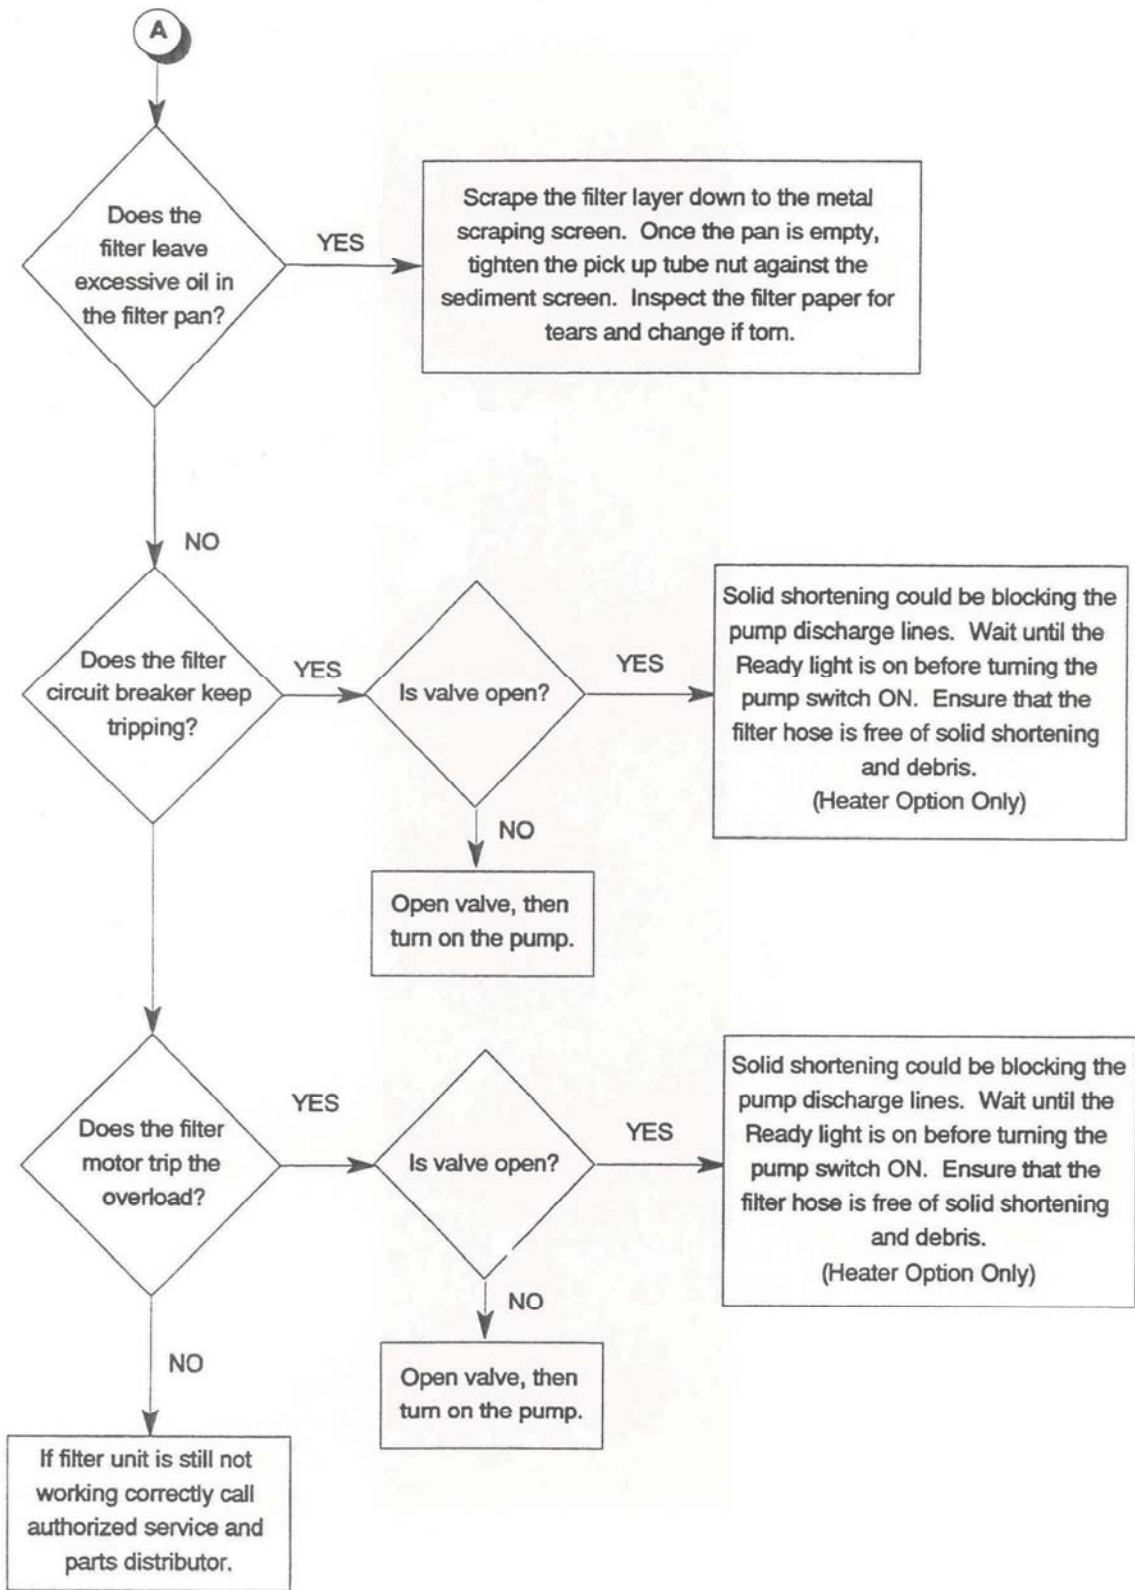 A
Does the
filter leave
excessive oil in
the filter pan?
YES
Scrape the filter layer down to the metal
scraping screen. Once the pan is empty,
tighten the pick up tube nut against the
sediment screen. Inspect the filter paper for
tears and change if torn.
NO
Does the filter
circuit breaker keep
tripping?
YES
Is valve open?
YES
Solid shortening could be blocking the
pump discharge lines. Wait until the
Ready light is on before turning the
pump switch ON. Ensure that the
filter hose is free of solid shortening
and debris.
(Heater Option Only)
NO
Open valve, then
turn on the pump.
Does the filter
motor trip the
overload?
YES
Is valve open?
YES
Solid shortening could be blocking the
pump discharge lines. Wait until the
Ready light is on before turning the
pump switch ON. Ensure that the
filter hose is free of solid shortening
and debris.
(Heater Option Only)
NO
Open valve, then
turn on the pump.
NO
If filter unit is still not
working correctly call
authorized service and
parts distributor.